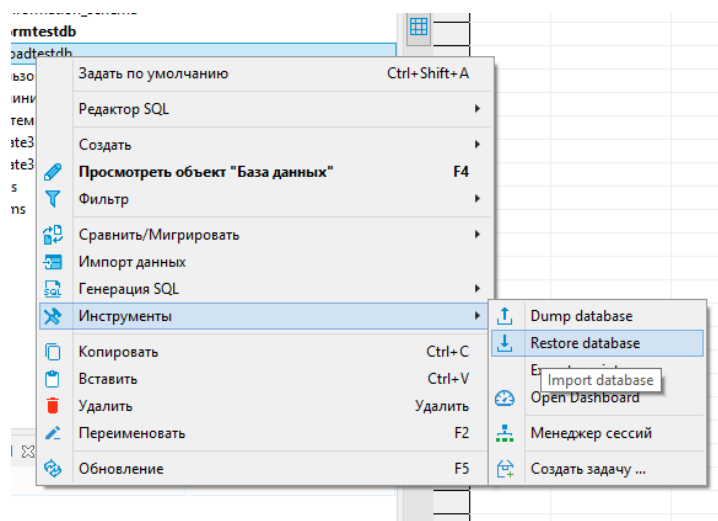 ormtestdb
oadtestdb
Задать по умолчанию Ctrl+Shift+A
Редактор SQL
Создать
Просмотреть объект "База данных" F4
Фильтр
Сравнить/Мигрировать
Импорт данных
Генерация SQL
Инструменты
Копировать Ctrl+C
Вставить Ctrl+V
Удалить Удалить
Переименовать F2
Обновление F5
Dump database
Restore database
Import database
Open Dashboard
Менеджер сессий
Создать задачу ...